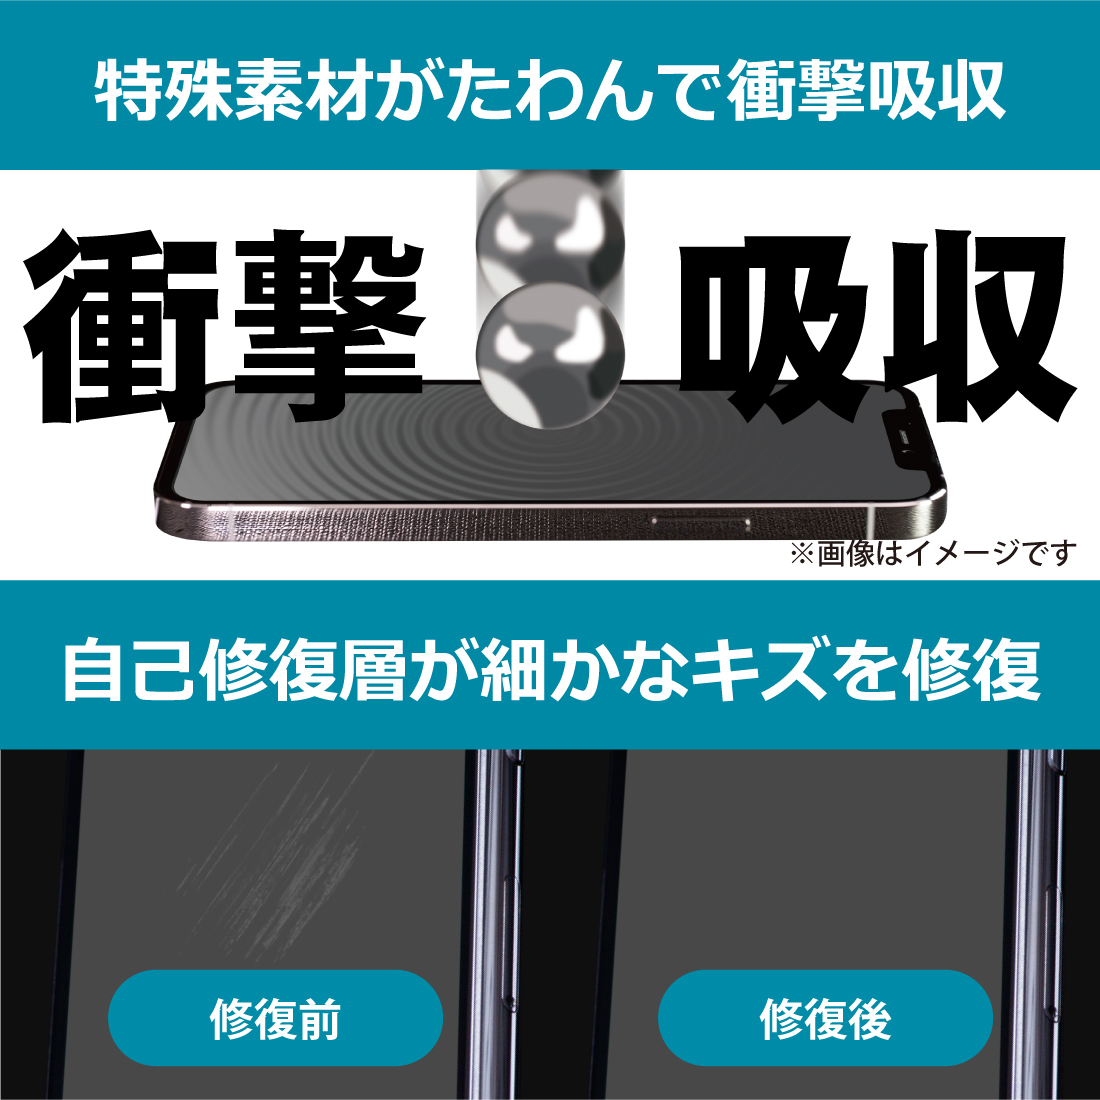 特殊素材がたわんで衝撃吸収
衝撃 吸収
※画像はイメージです
自己修復層が細かなキズを修復
修復前
修復後